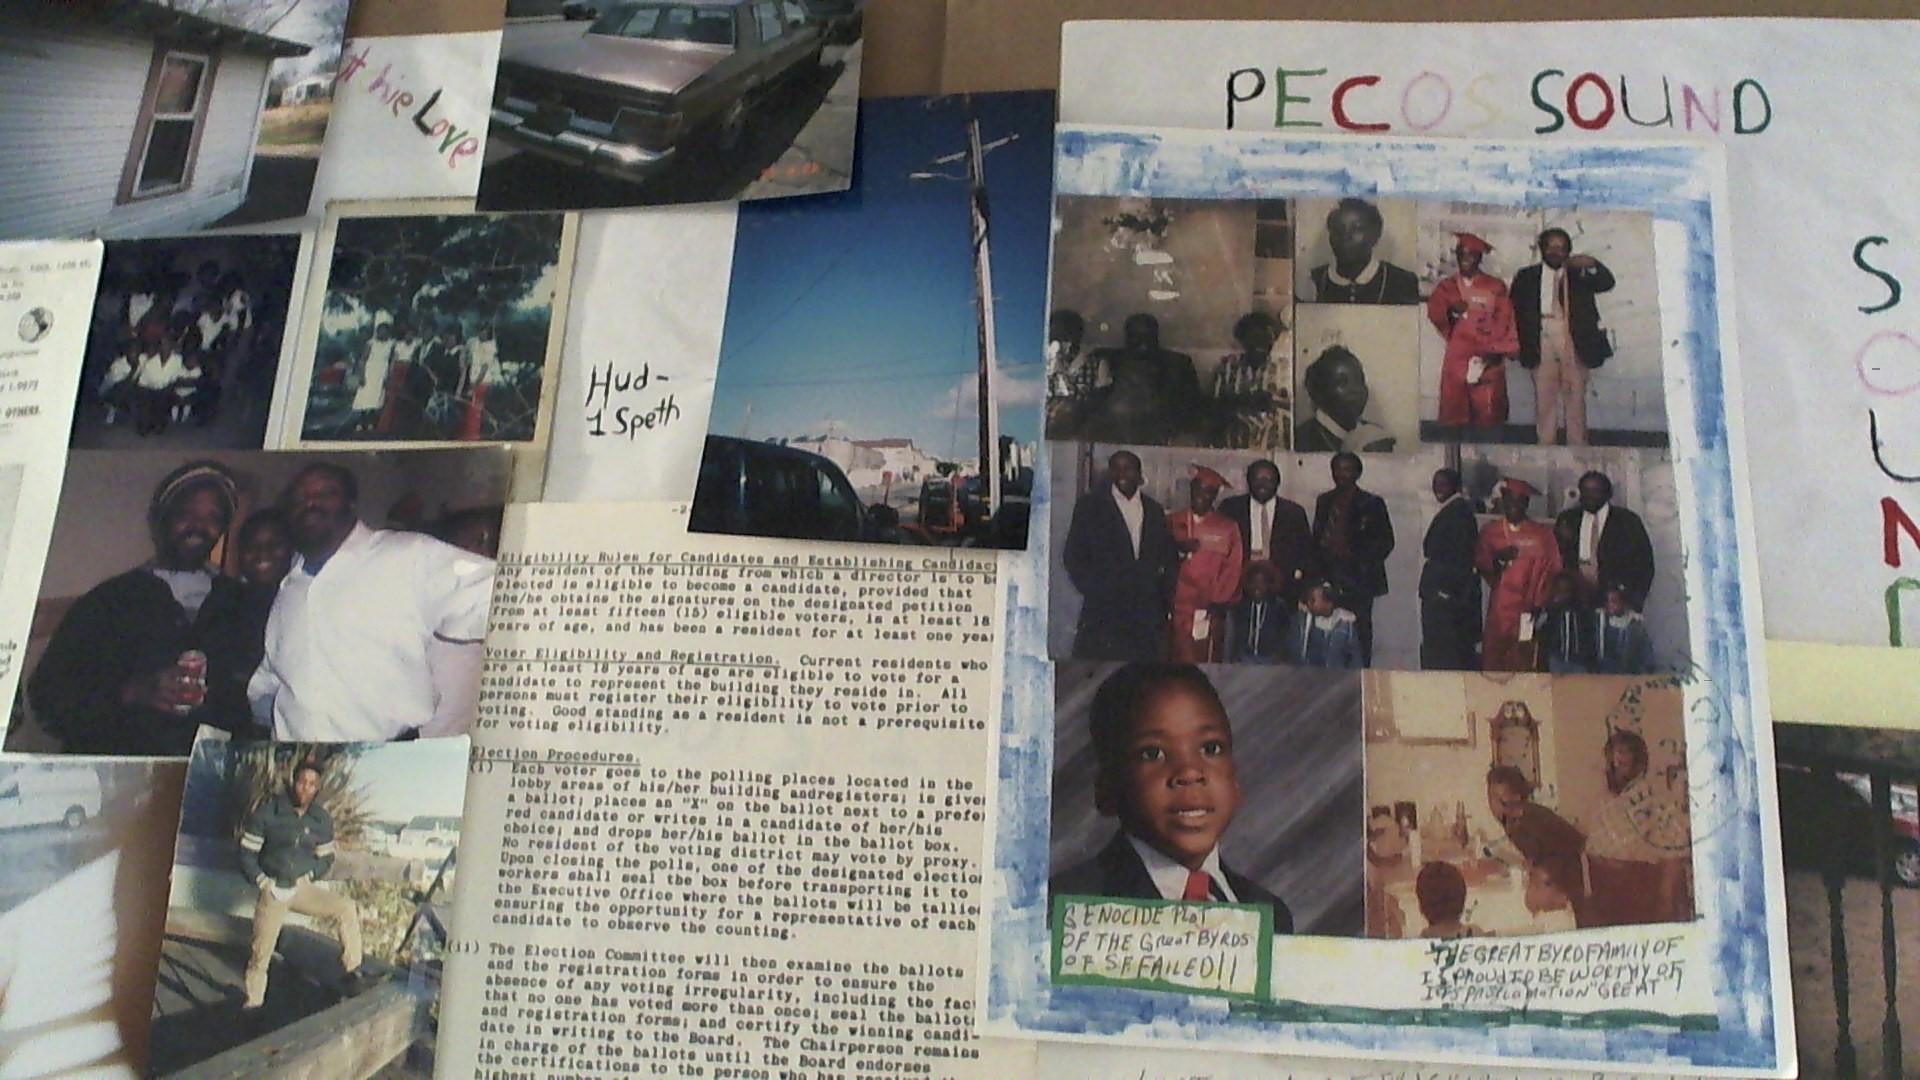 hie Love
PECOS SOUND
SOUN
OTHERS.
Hud-
1 Speth
Eligibility Rules for Candidates and Establishing
Any resident of the building from which a director is to
elected is eligible to become a candidate, provided that
she/he obtains the signatures on the designated petition
from at least fifteen (15) eligible voters, is at least 18
years of age, and has been a resident for at least one
Voter Eligibility and Registration. Current residents who
are at least 18 years of age are eligible to vote for a
candidate to represent the building they reside in. All
persons must register their eligibility to vote prior to
voting. Good standing as a resident is not a prerequisite
for voting eligibility.
Election Procedures.
(i) Each voter goes to the polling places located in the
lobby areas of his/her building andregisters; is
a ballot; places an "X" on the ballot next to a
red candidate or writes in a candidate of her/his
choice; and drops her/his ballot in the ballot box.
No resident of the voting district may vote by proxy.
Upon closing the polls, one of the designated
workers shall seal the box before transporting it to
the Executive Office where the ballots will be
ensuring the opportunity for a representative of each
candidate to observe the counting.
(ii) The Election Committee will then examine the ballots
and the registration forms in order to ensure the
absence of any voting irregularity, including the
that no one has voted more than once; seal the
and registration forms; and certify the winning candi-
date in writing to the Board. The Chairperson remains
in charge of the ballots until the Board endorses
the certifications to the person who has
highest number
GENOCIDE PLOT
OF THE Great BYRDS
OF SF FAILED!!
THE GREAT BYRD FAMILY OF
IS PROUD TO BE WORTHY OF
"GREAT"